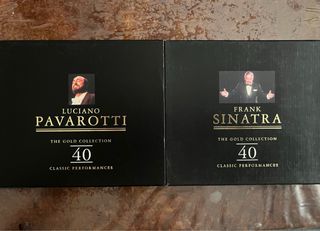 LUCIANO
PAVAROTTI
THE GOLD COLLECTION
40
CLASSIC PERFORMANCES
FRANK
SINATRA
THE GOLD COLLECTION
40
CLASSIC PERFORMANCES